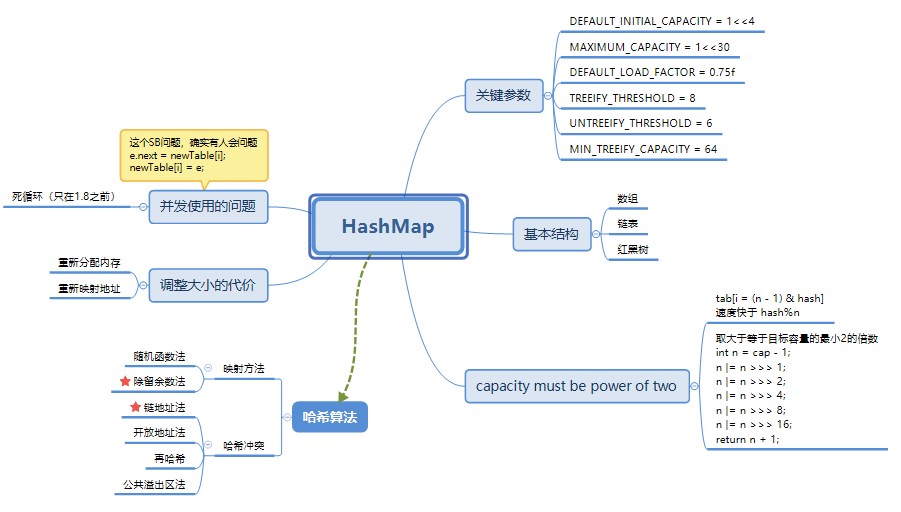 HashMap
关键参数
DEFAULT_INITIAL_CAPACITY = 1<<4
MAXIMUM_CAPACITY = 1<<30
DEFAULT_LOAD_FACTOR = 0.75f
TREEIFY_THRESHOLD = 8
UNTREEIFY_THRESHOLD = 6
MIN_TREEIFY_CAPACITY = 64
基本结构
数组
链表
红黑树
capacity must be power of two
tab[i = (n - 1) & hash]
速度快于 hash%n
取大于等于目标容量的最小2的倍数
int n = cap - 1;
n |= n >>> 1;
n |= n >>> 2;
n |= n >>> 4;
n |= n >>> 8;
n |= n >>> 16;
return n + 1;
这个SB问题，确实有人会问题
e.next = newTable[i];
newTable[i] = e;
并发使用的问题
死循环（只在1.8之前）
调整大小的代价
重新分配内存
重新映射地址
哈希算法
映射方法
随机函数法
除留余数法
哈希冲突
链地址法
开放地址法
再哈希
公共溢出区法